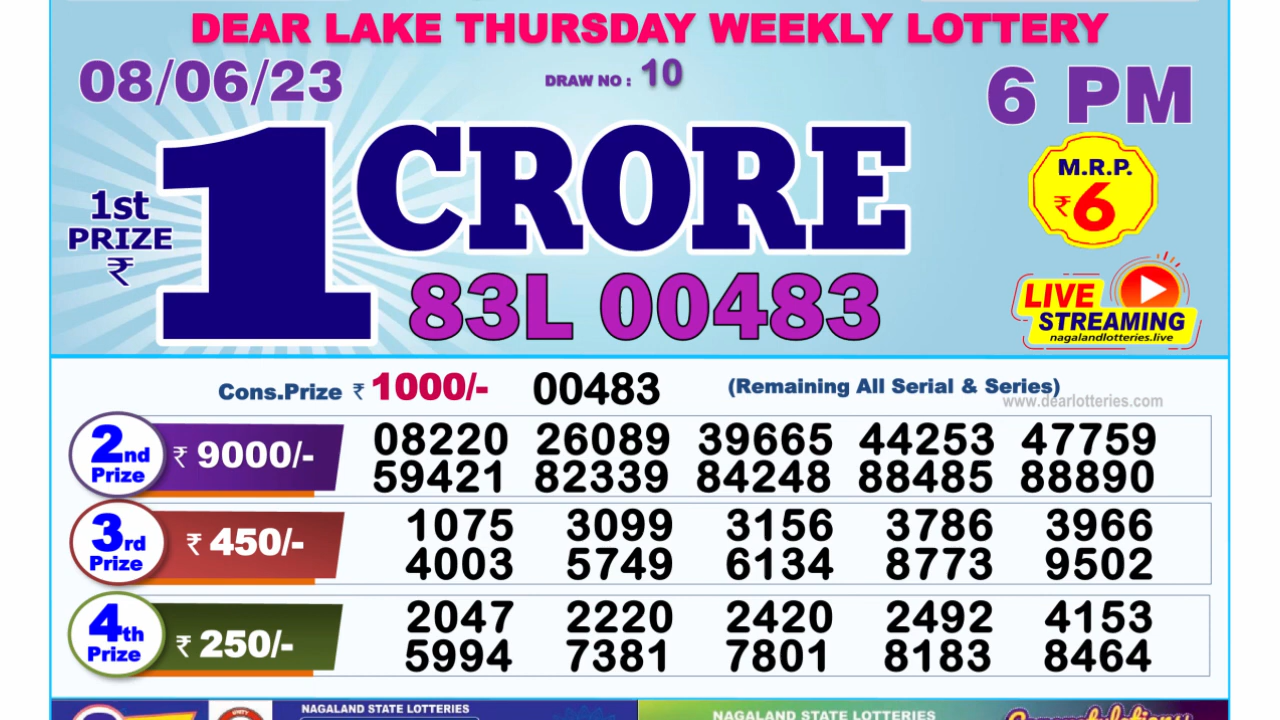 DEAR LAKE THURSDAY WEEKLY LOTTERY
08/06/23
DRAW NO : 10
6 PM
1st
PRIZE
₹
1 CRORE
M.R.P.
₹6
83L 00483
LIVE
STREAMING
nagalandlotteries.live
Cons.Prize ₹ 1000/- 00483 (Remaining All Serial & Series)
www.dearlotteries.com
2nd Prize ₹ 9000/-
08220 26089 39665 44253 47759
59421 82339 84248 88485 88890
3rd Prize ₹ 450/-
1075 3099 3156 3786 3966
4003 5749 6134 8773 9502
4th Prize ₹ 250/-
2047 2220 2420 2492 4153
5994 7381 7801 8183 8464
NAGALAND STATE LOTTERIES
NAGALAND STATE LOTTERIES